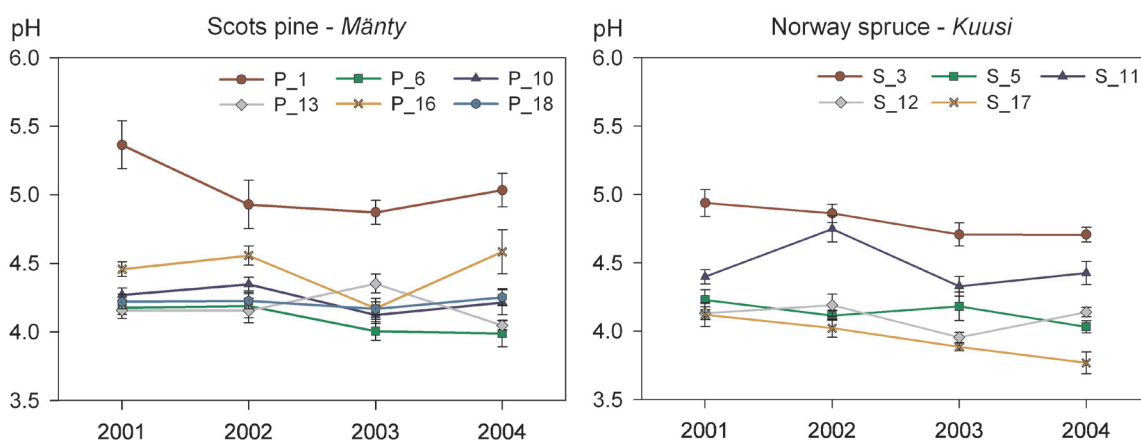 pH Scots pine - Mänty
6.0
P_1 P_6 P_10
P_13 P_16 P_18
5.5
5.0
4.5
4.0
3.5
2001 2002 2003 2004
pH Norway spruce - Kuusi
6.0
S_3 S_5 S_11
S_12 S_17
5.5
5.0
4.5
4.0
3.5
2001 2002 2003 2004